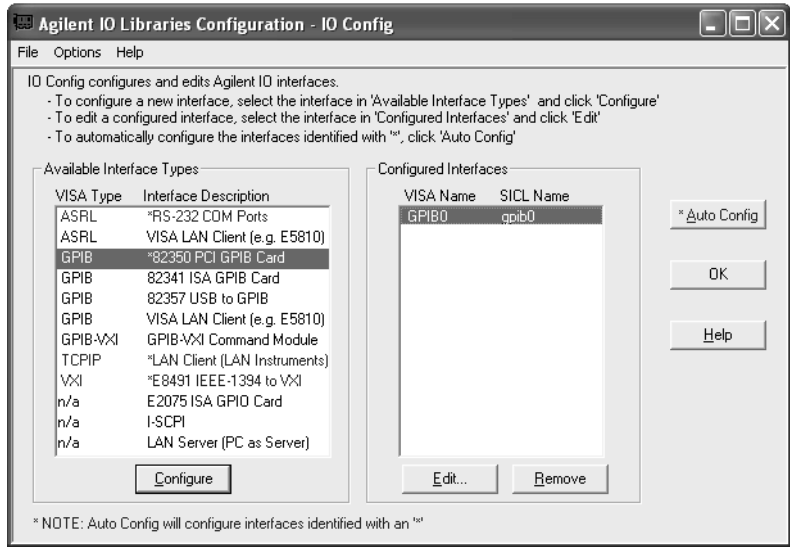 Agilent IO Libraries Configuration - IO Config
File Options Help
IO Config configures and edits Agilent IO interfaces.
- To configure a new interface, select the interface in 'Available Interface Types' and click 'Configure'
- To edit a configured interface, select the interface in 'Configured Interfaces' and click 'Edit'
- To automatically configure the interfaces identified with '*', click 'Auto Config'
Available Interface Types
VISA Type Interface Description
ASRL *RS-232 COM Ports
ASRL VISA LAN Client (e.g. E5810)
GPIB *82350 PCI GPIB Card
GPIB 82341 ISA GPIB Card
GPIB 82357 USB to GPIB
GPIB VISA LAN Client (e.g. E5810)
GPIB-VXI GPIB-VXI Command Module
TCPIP *LAN Client (LAN Instruments)
VXI *E8491 IEEE-1394 to VXI
n/a E2075 ISA GPIO Card
n/a I-SCPI
n/a LAN Server (PC as Server)
Configure
Configured Interfaces
VISA Name SICL Name
GPIB0 gpib0
Edit... Remove
* Auto Config
OK
Help
* NOTE: Auto Config will configure interfaces identified with an '*'